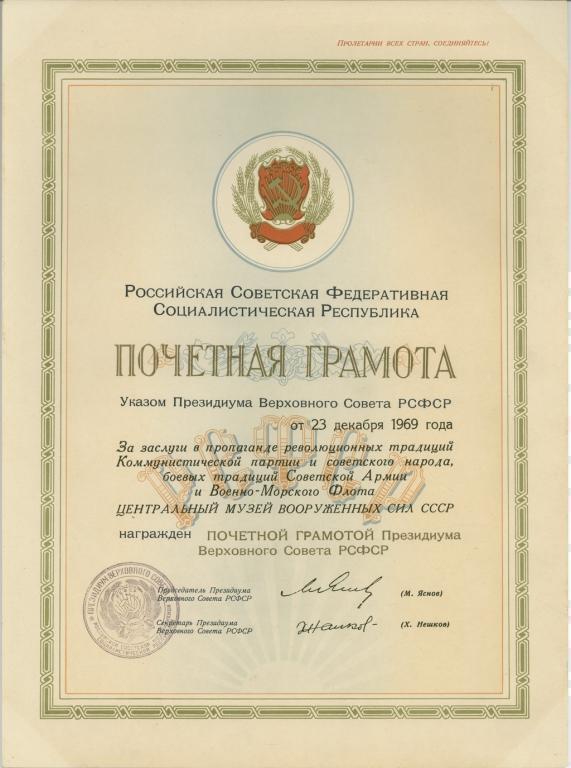 Пролетарии всех стран, соединяйтесь!
Российская Советская Федеративная
Социалистическая Республика
ПОЧЕТНАЯ ГРАМОТА
Указом Президиума Верховного Совета РСФСР
от 23 декабря 1969 года
За заслуги в пропаганде революционных традиций
Коммунистической партии и советского народа,
боевых традиций Советской Армии
и Военно-Морского Флота
РСФСР
ЦЕНТРАЛЬНЫЙ МУЗЕЙ ВООРУЖЕННЫХ СИЛ СССР
награжден ПОЧЕТНОЙ ГРАМОТОЙ Президиума
Верховного Совета РСФСР
Председатель Президиума
Верховного Совета РСФСР
(М. Яснов)
Секретарь Президиума
Верховного Совета РСФСР
(Х. Нешков)
ПРЕЗИДИУМ ВЕРХОВНОГО